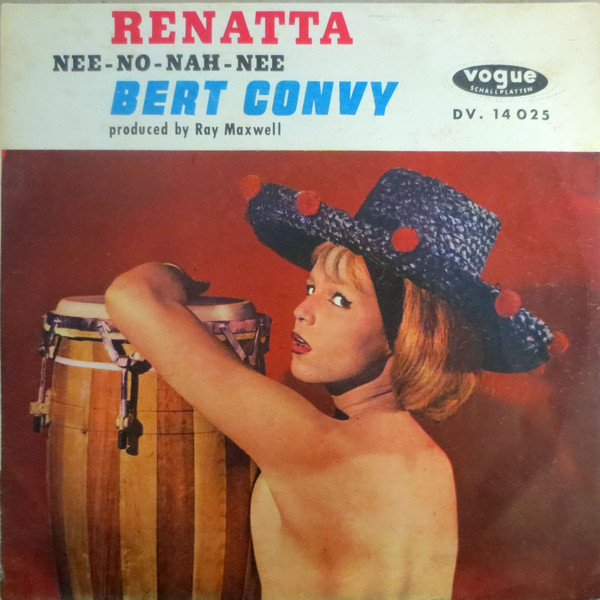 RENATTA
NEE-NO-NAH-NEE
BERT CONVY
produced by Ray Maxwell
vogue
SCHALLPLATTEN
DV. 14 025